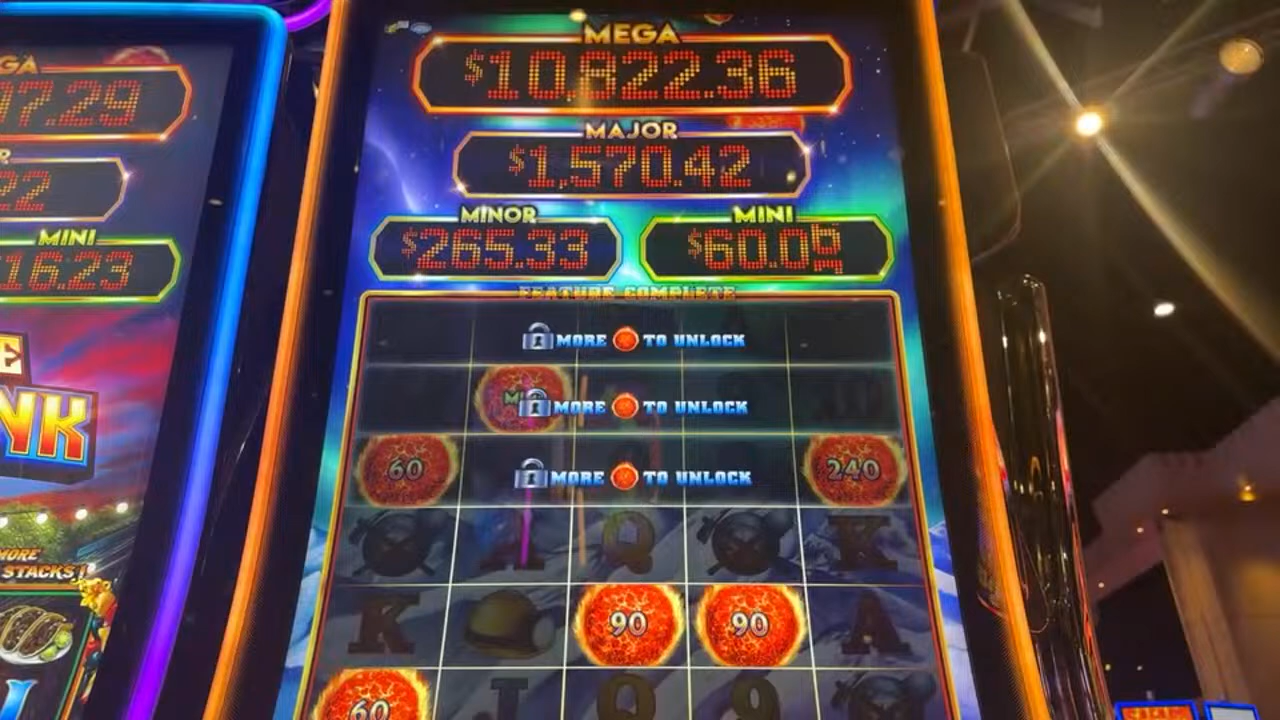 MEGA
$10,822.36
MAJOR
$1,570.42
MINOR
MINI
$265.33
$60.0
FEATURE COMPLETE
MORE TO UNLOCK
MORE TO UNLOCK
60
MORE TO UNLOCK
240
Q
K
K
90
90
A
60
J
Q
9
GA
97.29
22
MINI
16.23
E
NK
MORE
STACKS!